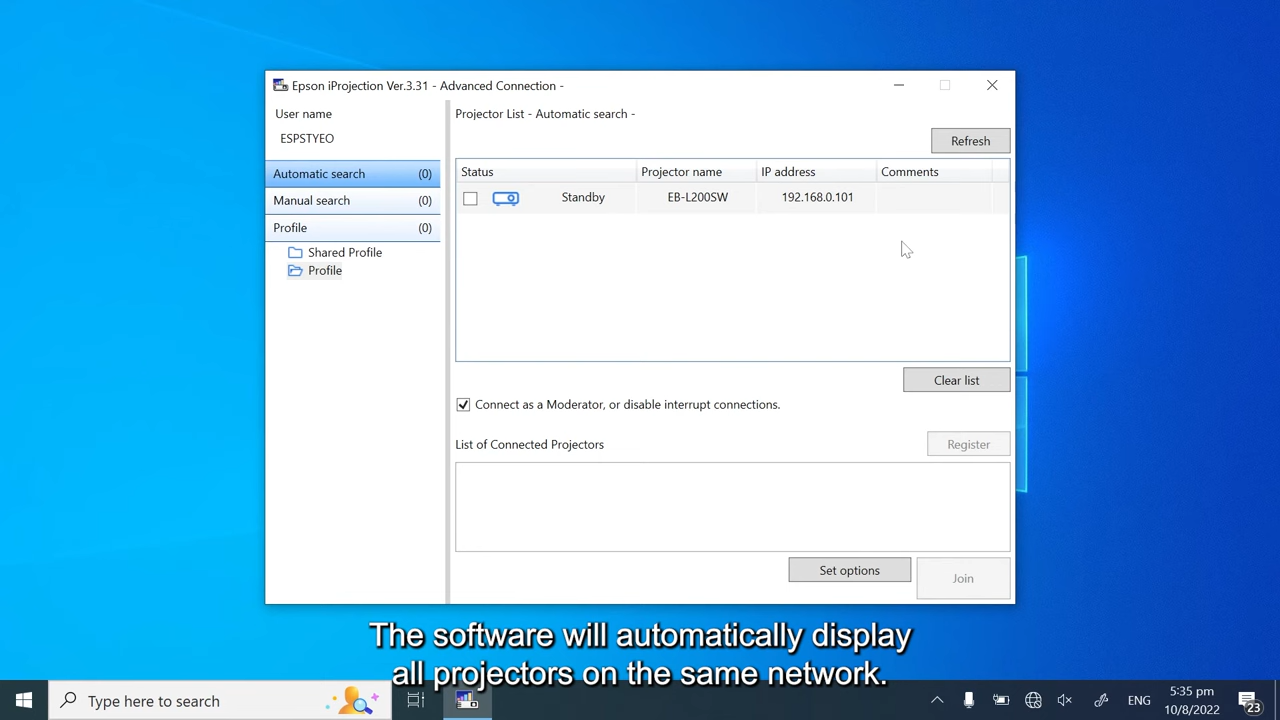 Epson iProjection Ver.3.31 - Advanced Connection -
User name
ESPSTYEO
Automatic search (0)
Manual search (0)
Profile (0)
Shared Profile
Profile
Projector List - Automatic search -
Refresh
Status Projector name IP address Comments
Standby EB-L200SW 192.168.0.101
Clear list
Connect as a Moderator, or disable interrupt connections.
List of Connected Projectors
Register
Set options
Join
The software will automatically display
all projectors on the same network.
Type here to search
ENG
5:35 pm
10/8/2022
23